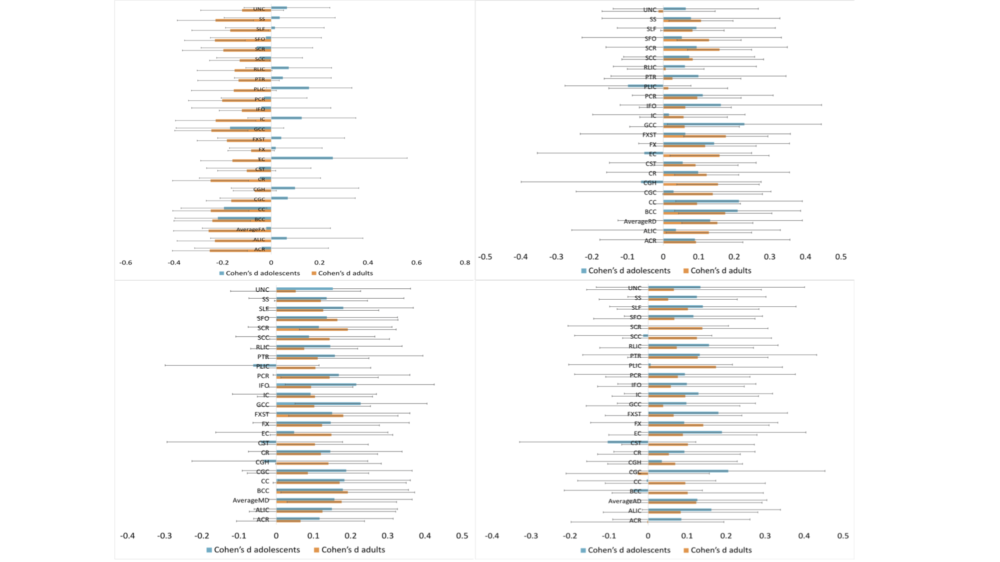 UNC
SS
SLF
SFO
SCR
SCC
RLIC
PTR
PLIC
PCR
IFO
IC
GCC
FXST
FX
EC
CST
CR
CGH
CGC
CC
BCC
AverageFA
ALIC
ACR
-0.6 -0.4 -0.2 0 0.2 0.4 0.6 0.8
Cohen's d adolescents Cohen's d adults
UNC
SS
SLF
SFO
SCR
SCC
RLIC
PTR
PLIC
PCR
IFO
IC
GCC
FXST
FX
EC
CST
CR
CGH
CGC
CC
BCC
AverageRD
ALIC
ACR
-0.5 -0.4 -0.3 -0.2 -0.1 0 0.1 0.2 0.3 0.4 0.5
Cohen's d adolescents Cohen's d adults
UNC
SS
SLF
SFO
SCR
SCC
RLIC
PTR
PLIC
PCR
IFO
IC
GCC
FXST
FX
EC
CST
CR
CGH
CGC
CC
BCC
AverageMD
ALIC
ACR
-0.4 -0.3 -0.2 -0.1 0 0.1 0.2 0.3 0.4 0.5
Cohen's d adolescents Cohen's d adults
UNC
SS
SLF
SFO
SCR
SCC
RLIC
PTR
PLIC
PCR
IFO
IC
GCC
FXST
FX
EC
CST
CR
CGH
CGC
CC
BCC
AverageAD
ALIC
ACR
-0.4 -0.3 -0.2 -0.1 0 0.1 0.2 0.3 0.4 0.5
Cohen's d adolescents Cohen's d adults